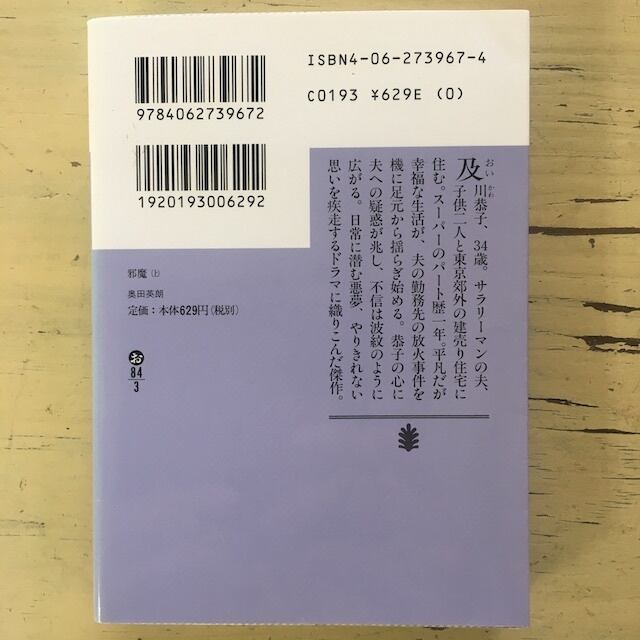 ISBN4-06-273967-4
C0193 ¥629E (0)
9784062739672
1920193006292
及川恭子、34歳。サラリーマンの夫、
おい かわ
子供二人と東京郊外の建売り住宅に
住む。スーパーのパート歴一年。平凡だが
幸福な生活が、夫の勤務先の放火事件を
機に足元から揺らぎ始める。恭子の心に
夫への疑惑が兆し、不信は波紋のように
広がる。日常に潜む悪夢、やりきれない
思いを疾走するドラマに織りこんだ傑作。
邪魔(上)
奥田英朗
定価:本体629円(税別)
お
84
3